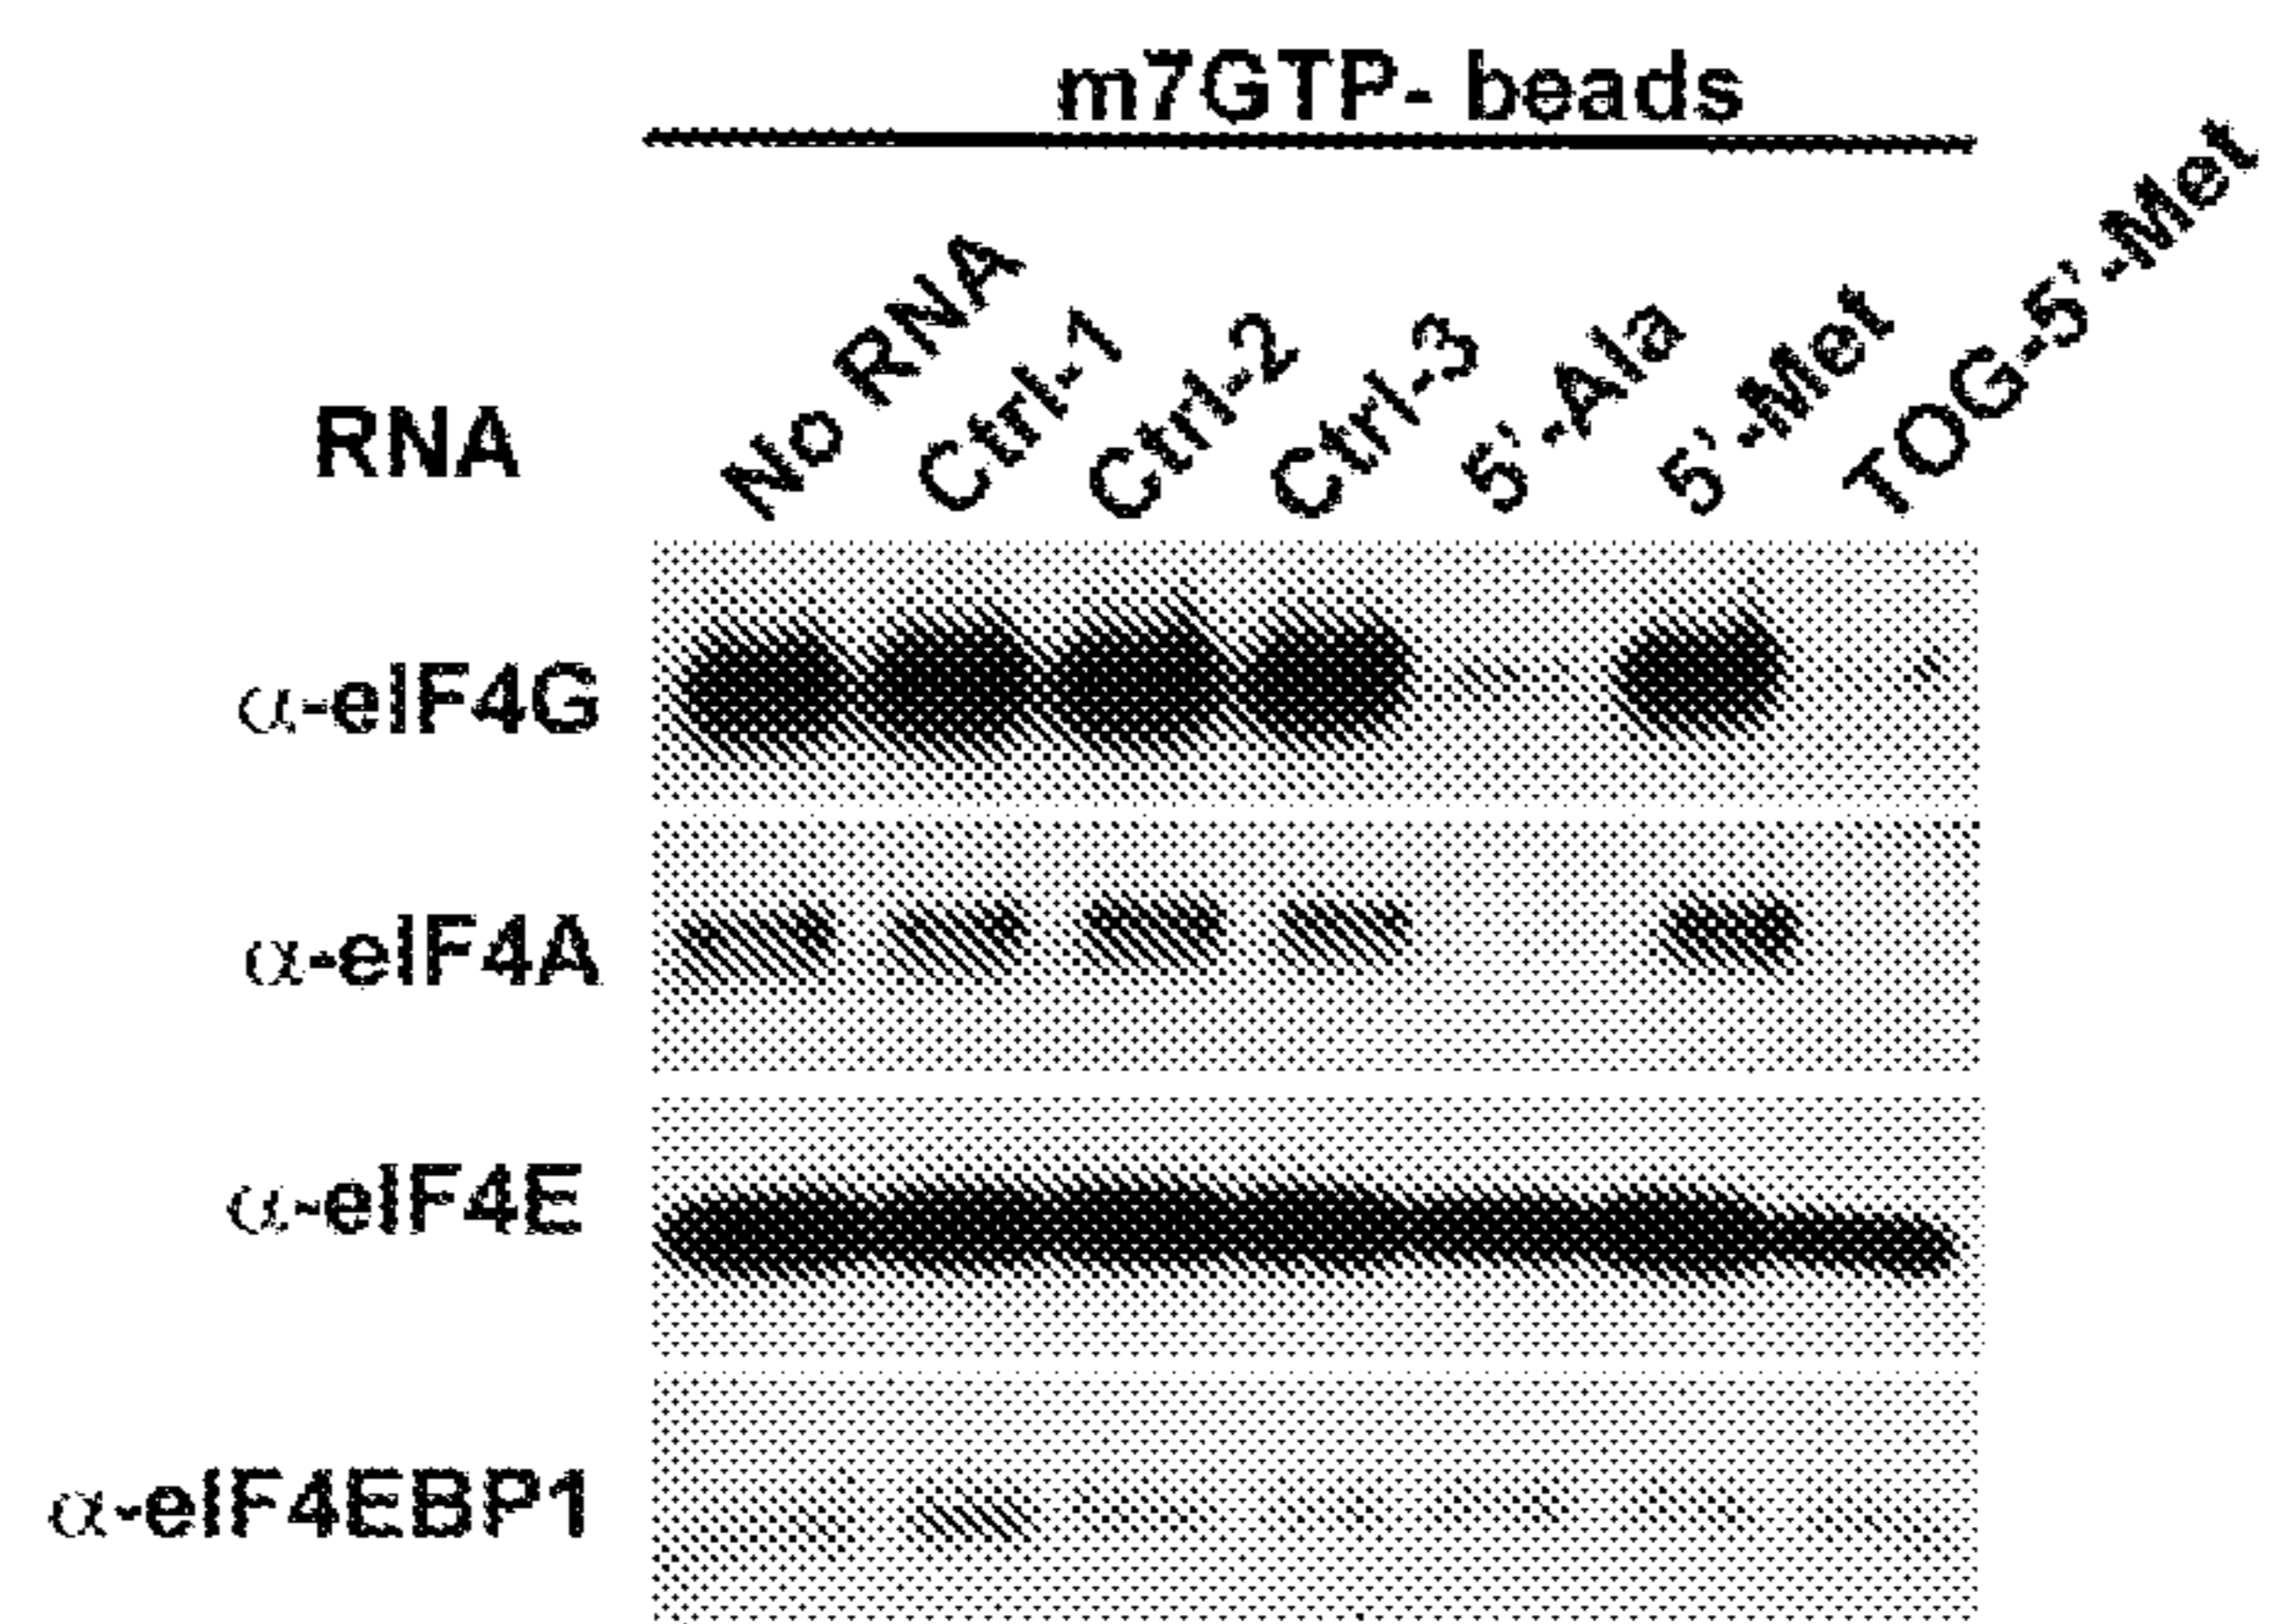 m7GTP- beads
RNA
No RNA
Ctrl-1
Ctrl-2
Ctrl-3
5'-Ala
5'-Met
TOG-5'-Met
α-eIF4G
α-eIF4A
α-eIF4E
α-eIF4EBP1